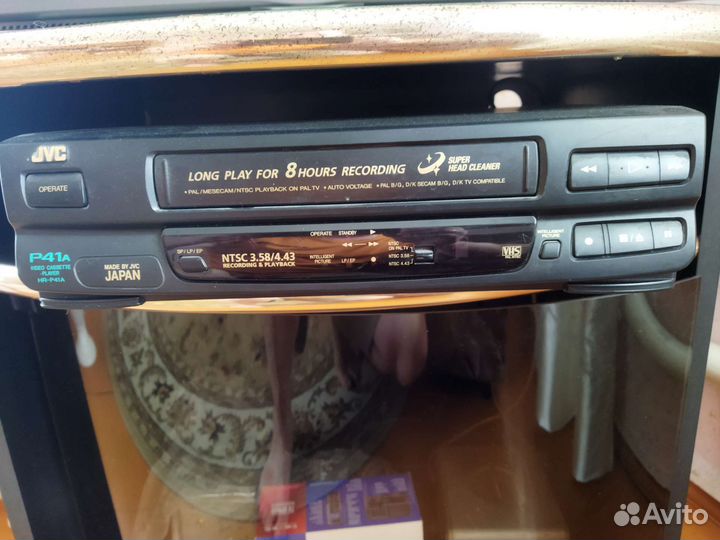 JVC
LONG PLAY FOR 8 HOURS RECORDING
SUPER
HEAD CLEANER
• PAL/MESECAM/NTSC PLAYBACK ON PAL TV • AUTO VOLTAGE • PAL B/G, D/K SECAM B/G, D/K TV COMPATIBLE
OPERATE
P41A
VIDEO CASSETTE
PLAYER
HR-P41A
MADE BY JVC
JAPAN
SP/LP/EP
NTSC 3.58/4.43
RECORDING & PLAYBACK
OPERATE STANDBY
INTELLIGENT
PICTURE
LP/EP
NTSC
ON PAL TV
NTSC 3.58
NTSC 4.43
VHS
INTELLIGENT
PICTURE
Avito